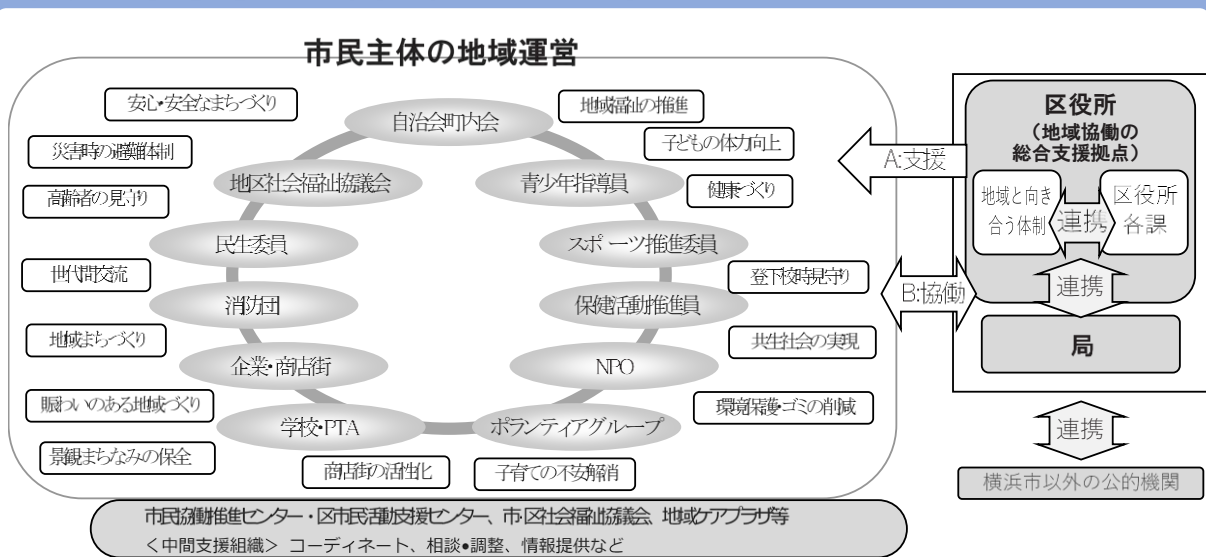 市民主体の地域運営
安心・安全なまちづくり
地域福祉の推進
自治会町内会
災害時の避難体制
子どもの体力向上
地区社会福祉協議会
青少年指導員
高齢者の見守り
健康づくり
民生委員
スポーツ推進委員
世代間交流
登下校時見守り
消防団
保健活動推進員
地域まちづくり
共生社会の実現
企業・商店街
NPO
賑わいのある地域づくり
環境保護・ゴミの削減
学校・PTA
ボランティアグループ
景観まちなみの保全
商店街の活性化
子育ての不安解消
市民協働推進センター・区市民活動支援センター、市・区社会福祉協議会、地域ケアプラザ等
＜中間支援組織＞ コーディネート、相談・調整、情報提供など
A:支援
B:協働
区役所
（地域協働の
総合支援拠点）
地域と向き
合う体制
連携
区役所
各課
連携
局
連携
横浜市以外の公的機関